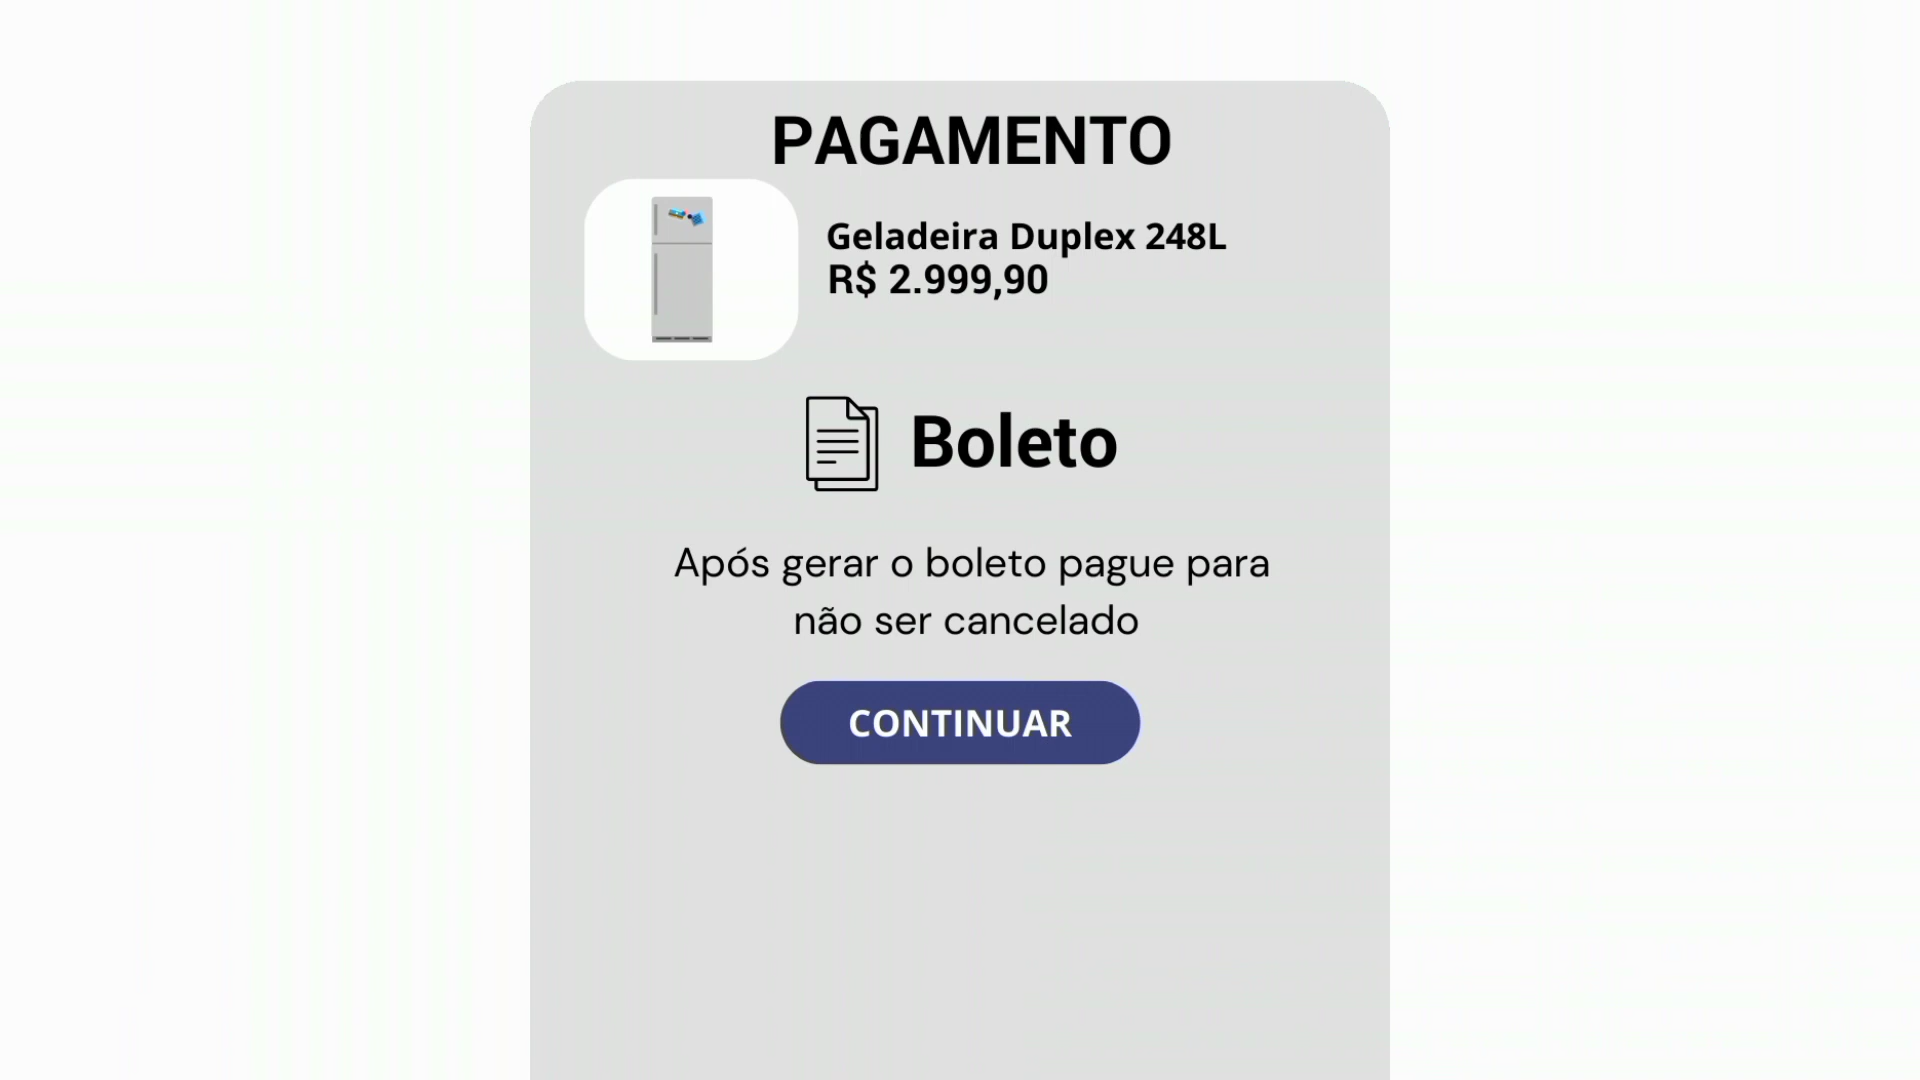 PAGAMENTO
Geladeira Duplex 248L
R$ 2.999,90
Boleto
Após gerar o boleto pague para
não ser cancelado
CONTINUAR